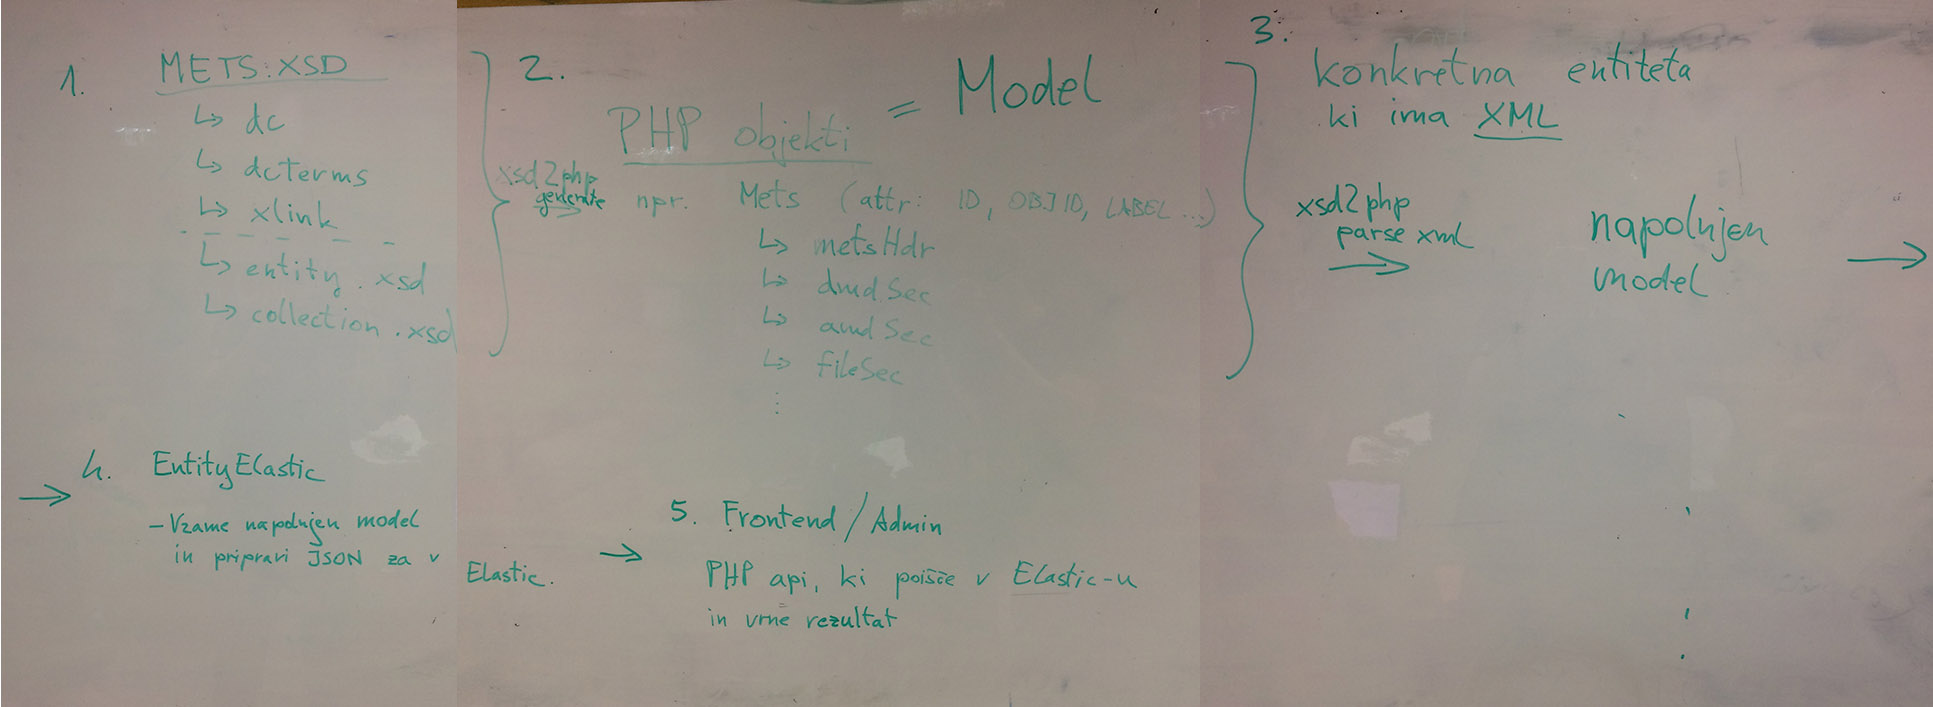 1. METS:XSD
↳ dc
↳ dcTerms
↳ xlink
↳ entity.xsd
↳ collection.xsd
2.
PHP objekti = Model
xsd2php
generate
npr. Mets (attr: ID, OBJID, LABEL...)
↳ metsHdr
↳ dmdSec
↳ amdSec
↳ fileSec
⋮
3.
konkretna entiteta
ki ima XML
xsd2php
parse xml
→
napolnjen
model
→
→ 4. EntityElastic
- Vzame napolnjen model
in pripravi JSON za v Elastic.
→ 5. Frontend / Admin
PHP api, ki poišče v Elastic-u
in vrne rezultat